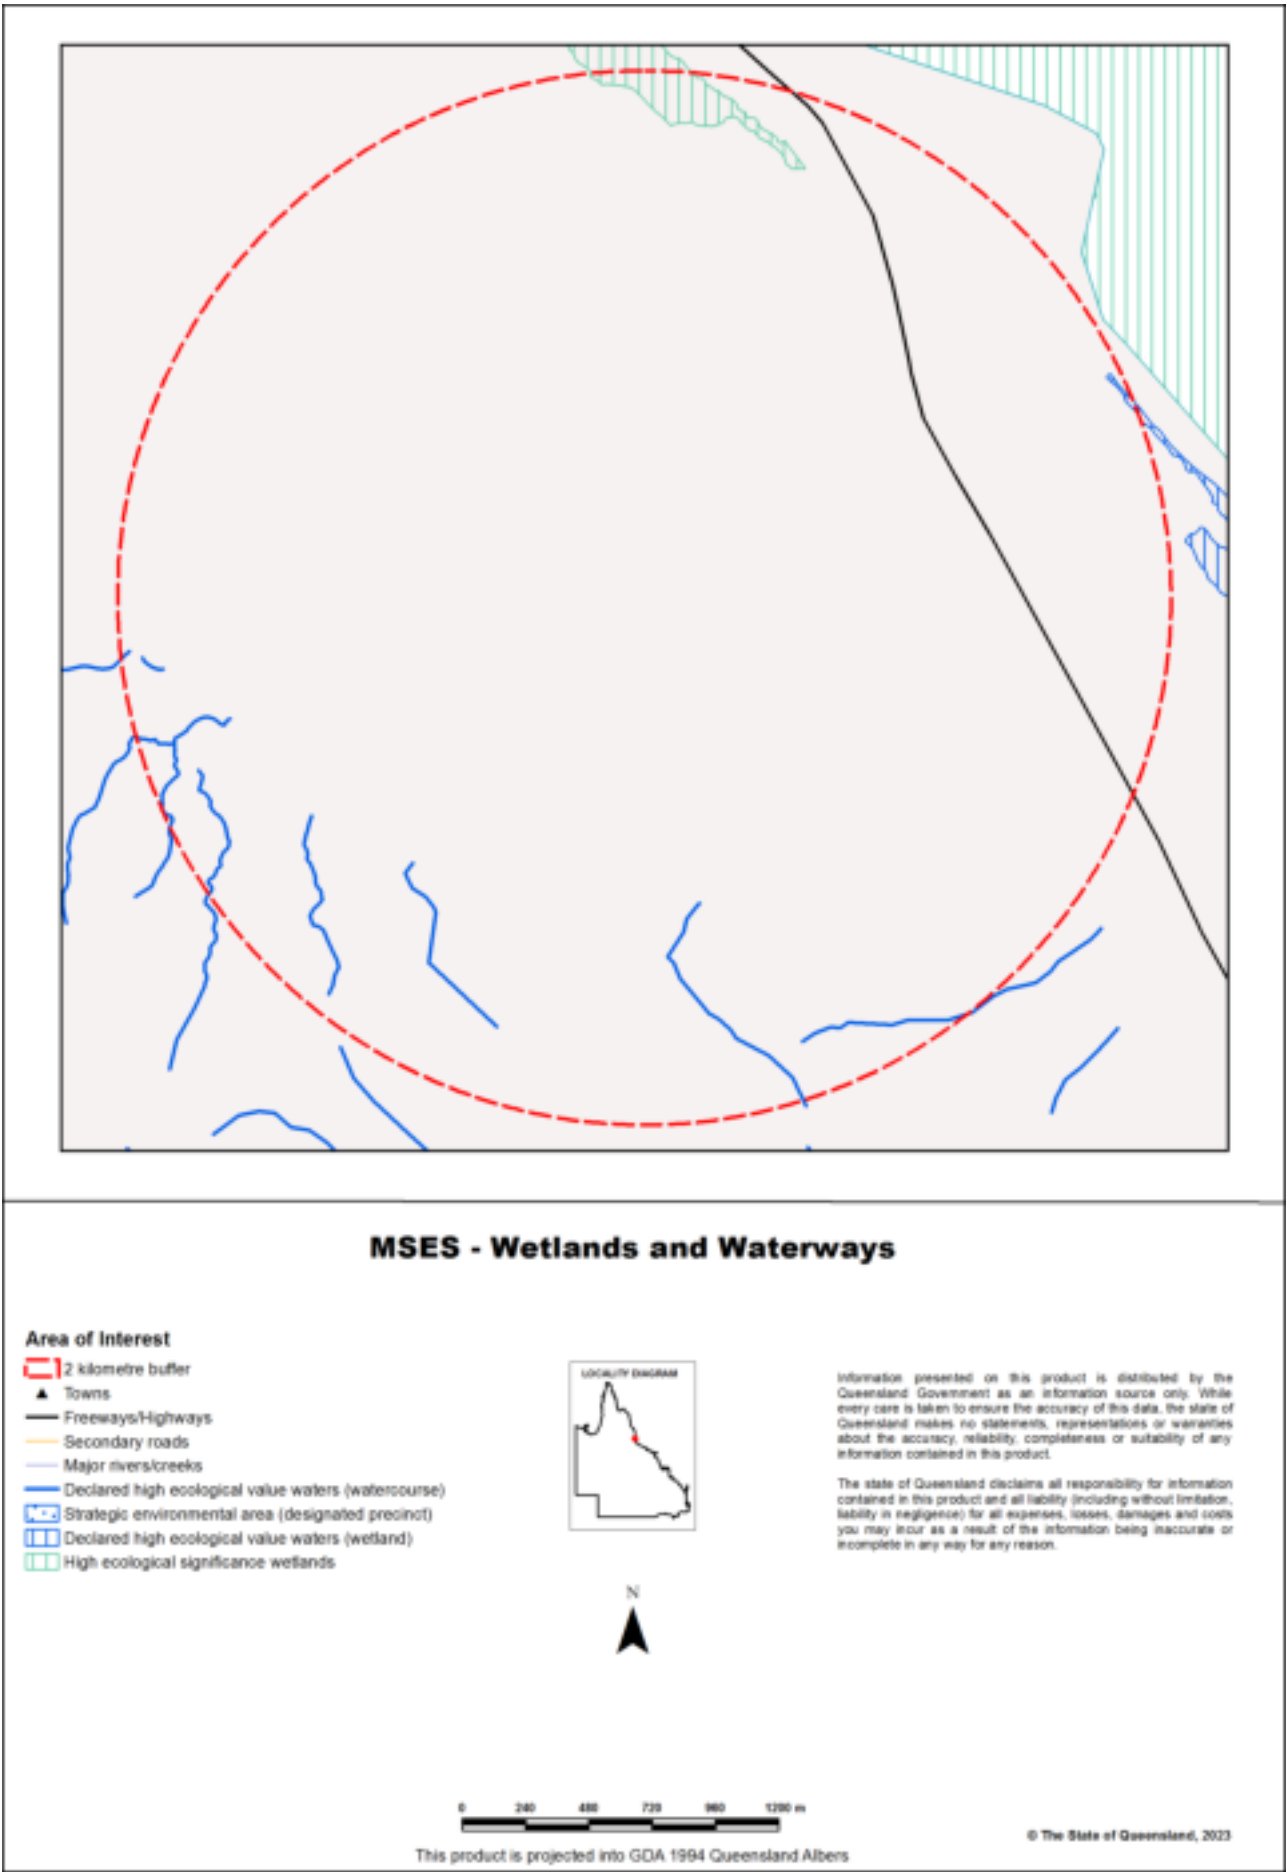 MSES - Wetlands and Waterways
Area of Interest
2 kilometre buffer
Towns
Freeways/Highways
Secondary roads
Major rivers/creeks
Declared high ecological value waters (watercourse)
Strategic environmental area (designated precinct)
Declared high ecological value waters (wetland)
High ecological significance wetlands
LOCALITY DIAGRAM
Information presented on this product is distributed by the
Queensland Government as an information source only. While
every care is taken to ensure the accuracy of this data, the state of
Queensland makes no statements, representations or warranties
about the accuracy, reliability, completeness or suitability of any
information contained in this product.
The state of Queensland disclaims all responsibility for information
contained in this product and all liability (including without limitation,
liability in negligence) for all expenses, losses, damages and costs
you may incur as a result of the information being inaccurate or
incomplete in any way for any reason.
N
0 240 480 720 960 1200 m
This product is projected into GDA 1994 Queensland Albers
© The State of Queensland, 2023